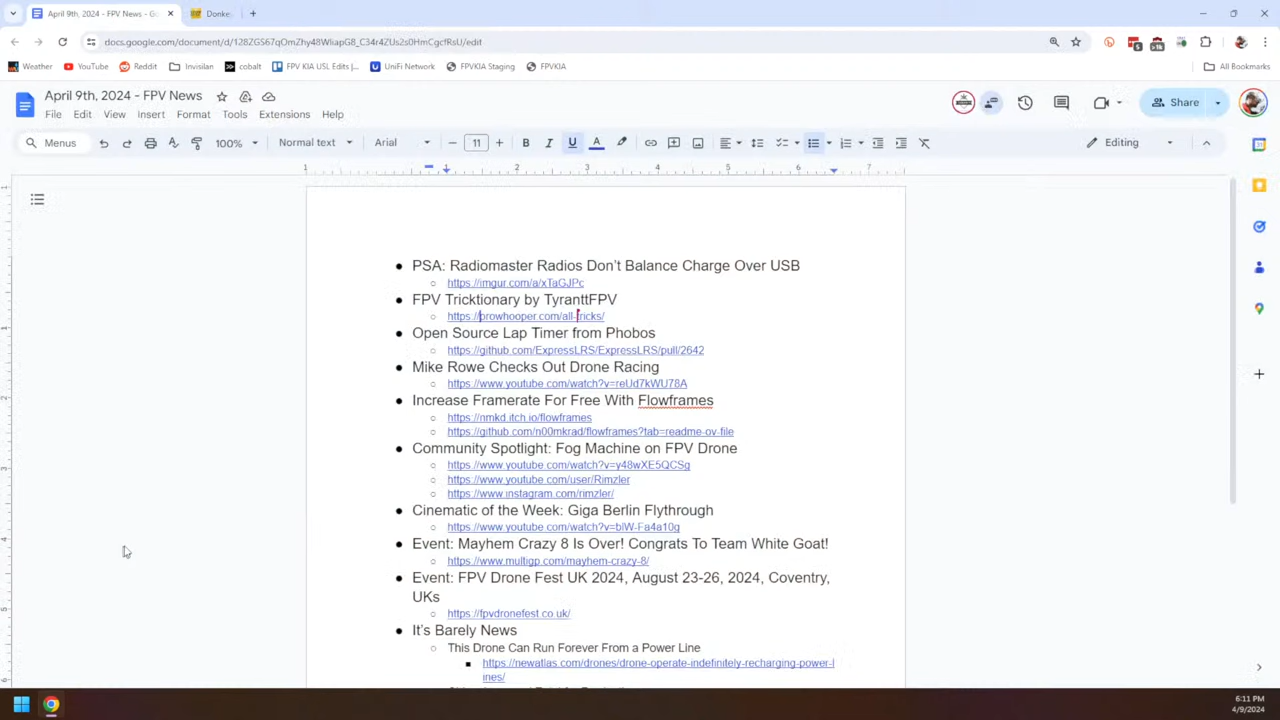 April 9th, 2024 - FPV News - Go
Donke
docs.google.com/document/d/128ZGS67qOmZhy48WliapG8_C34r4ZUs2s0HmCgcfRsU/edit
Weather
YouTube
Reddit
Invisilan
cobalt
FPV KIA USL Edits |...
UniFi Network
FPVKIA Staging
FPVKIA
All Bookmarks
April 9th, 2024 - FPV News
File Edit View Insert Format Tools Extensions Help
Share
Menus
100%
Normal text
Arial
11
Editing
PSA: Radiomaster Radios Don't Balance Charge Over USB
https://imgur.com/a/xTaGJPc
FPV Tricktionary by TyranttFPV
https://prowhooper.com/all-tricks/
Open Source Lap Timer from Phobos
https://github.com/ExpressLRS/ExpressLRS/pull/2642
Mike Rowe Checks Out Drone Racing
https://www.youtube.com/watch?v=reUd7kWU78A
Increase Framerate For Free With Flowframes
https://nmkd.itch.io/flowframes
https://github.com/n00mkrad/flowframes?tab=readme-ov-file
Community Spotlight: Fog Machine on FPV Drone
https://www.youtube.com/watch?v=y48wXE5QCSg
https://www.youtube.com/user/Rimzler
https://www.instagram.com/rimzler/
Cinematic of the Week: Giga Berlin Flythrough
https://www.youtube.com/watch?v=bIW-Fa4a10g
Event: Mayhem Crazy 8 Is Over! Congrats To Team White Goat!
https://www.multigp.com/mayhem-crazy-8/
Event: FPV Drone Fest UK 2024, August 23-26, 2024, Coventry,
UKs
https://fpvdronefest.co.uk/
It's Barely News
This Drone Can Run Forever From a Power Line
https://newatlas.com/drones/drone-operate-indefinitely-recharging-power-l
ines/
6:11 PM
4/9/2024